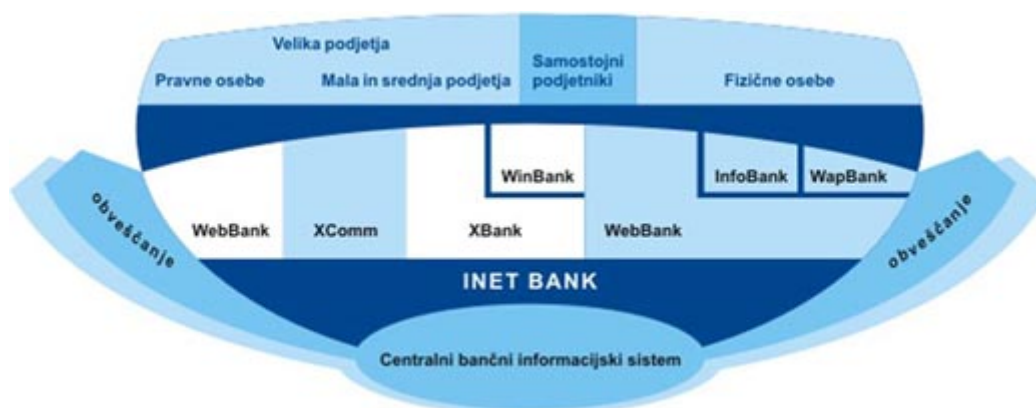 Velika podjetja
Pravne osebe
Mala in srednja podjetja
Samostojni
podjetniki
Fizične osebe
WinBank
InfoBank
WapBank
WebBank
XComm
XBank
WebBank
obveščanje
obveščanje
INET BANK
Centralni bančni informacijski sistem